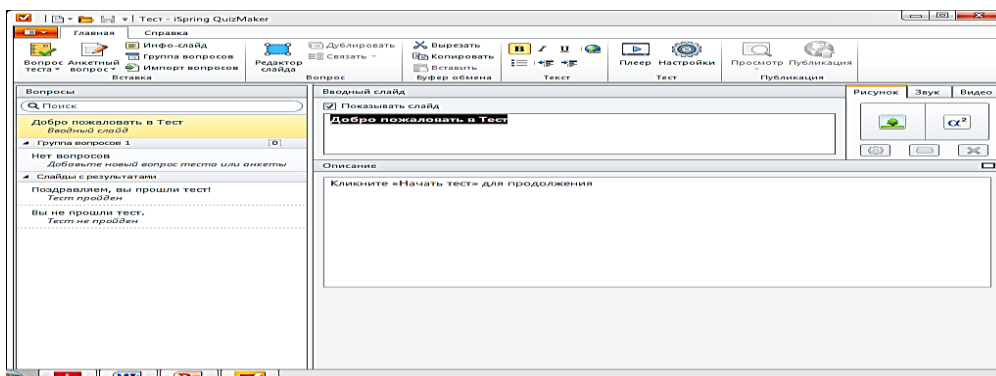 Тест - iSpring QuizMaker
Главная Справка
Вопрос теста
Анкетный вопрос
Инфо-слайд
Группа вопросов
Импорт вопросов
Вставка
Редактор слайда
Дублировать
Связать
Вопрос
Вырезать
Копировать
Вставить
Буфер обмена
В I U
Текст
Плеер Настройки
Тест
Просмотр Публикация
Публикация
Вопросы
Поиск
Добро пожаловать в Тест
Вводный слайд
Группа вопросов 1 0
Нет вопросов
Добавьте новый вопрос теста или анкеты
Слайды с результатами
Поздравляем, вы прошли тест!
Тест пройден
Вы не прошли тест.
Тест не пройден
Вводный слайд
Показывать слайд
Добро пожаловать в Тест
Описание
Кликните «Начать тест» для продолжения
Рисунок Звук Видео
α²